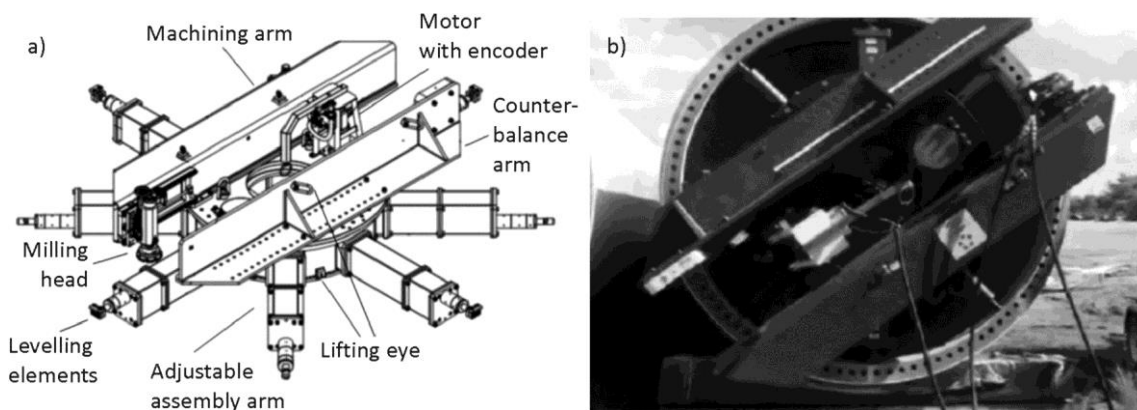 a)
Machining arm
Motor
with encoder
Counter-
balance
arm
Milling
head
Levelling
elements
Adjustable
assembly arm
Lifting eye
b)